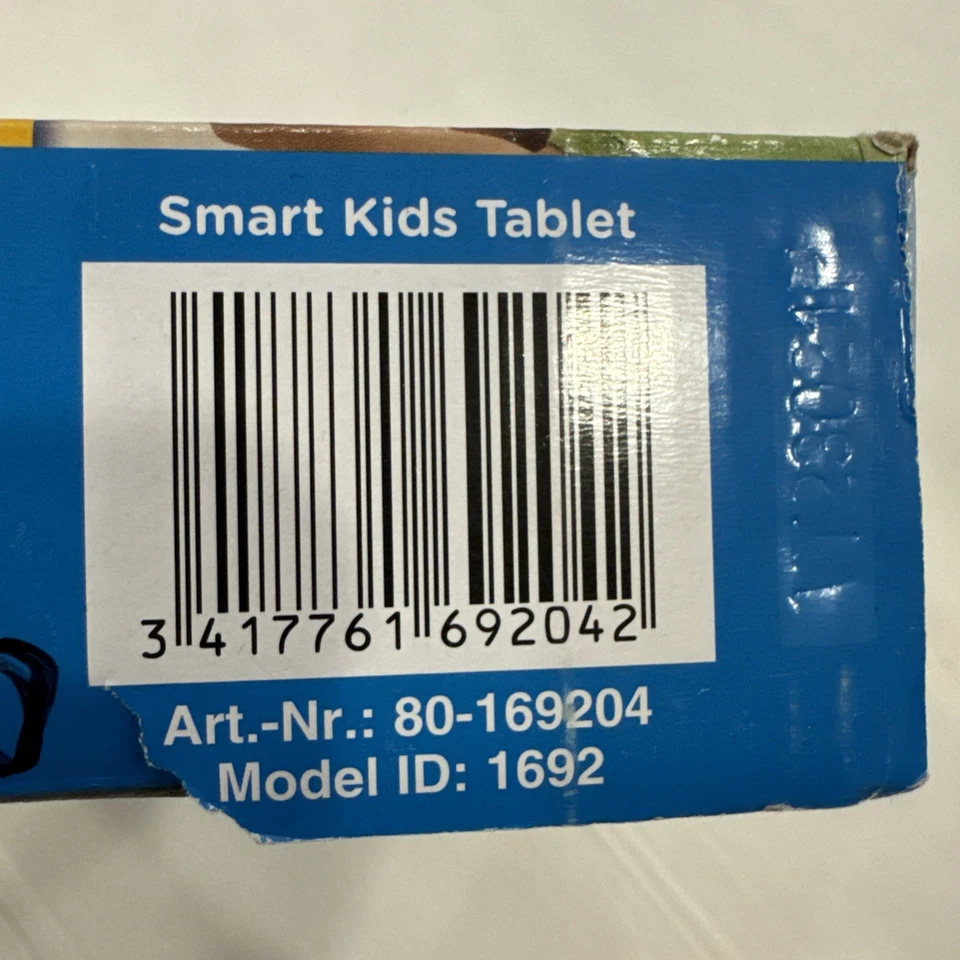 Smart Kids Tablet
3 417761 692042
Art.-Nr.: 80-169204
Model ID: 1692